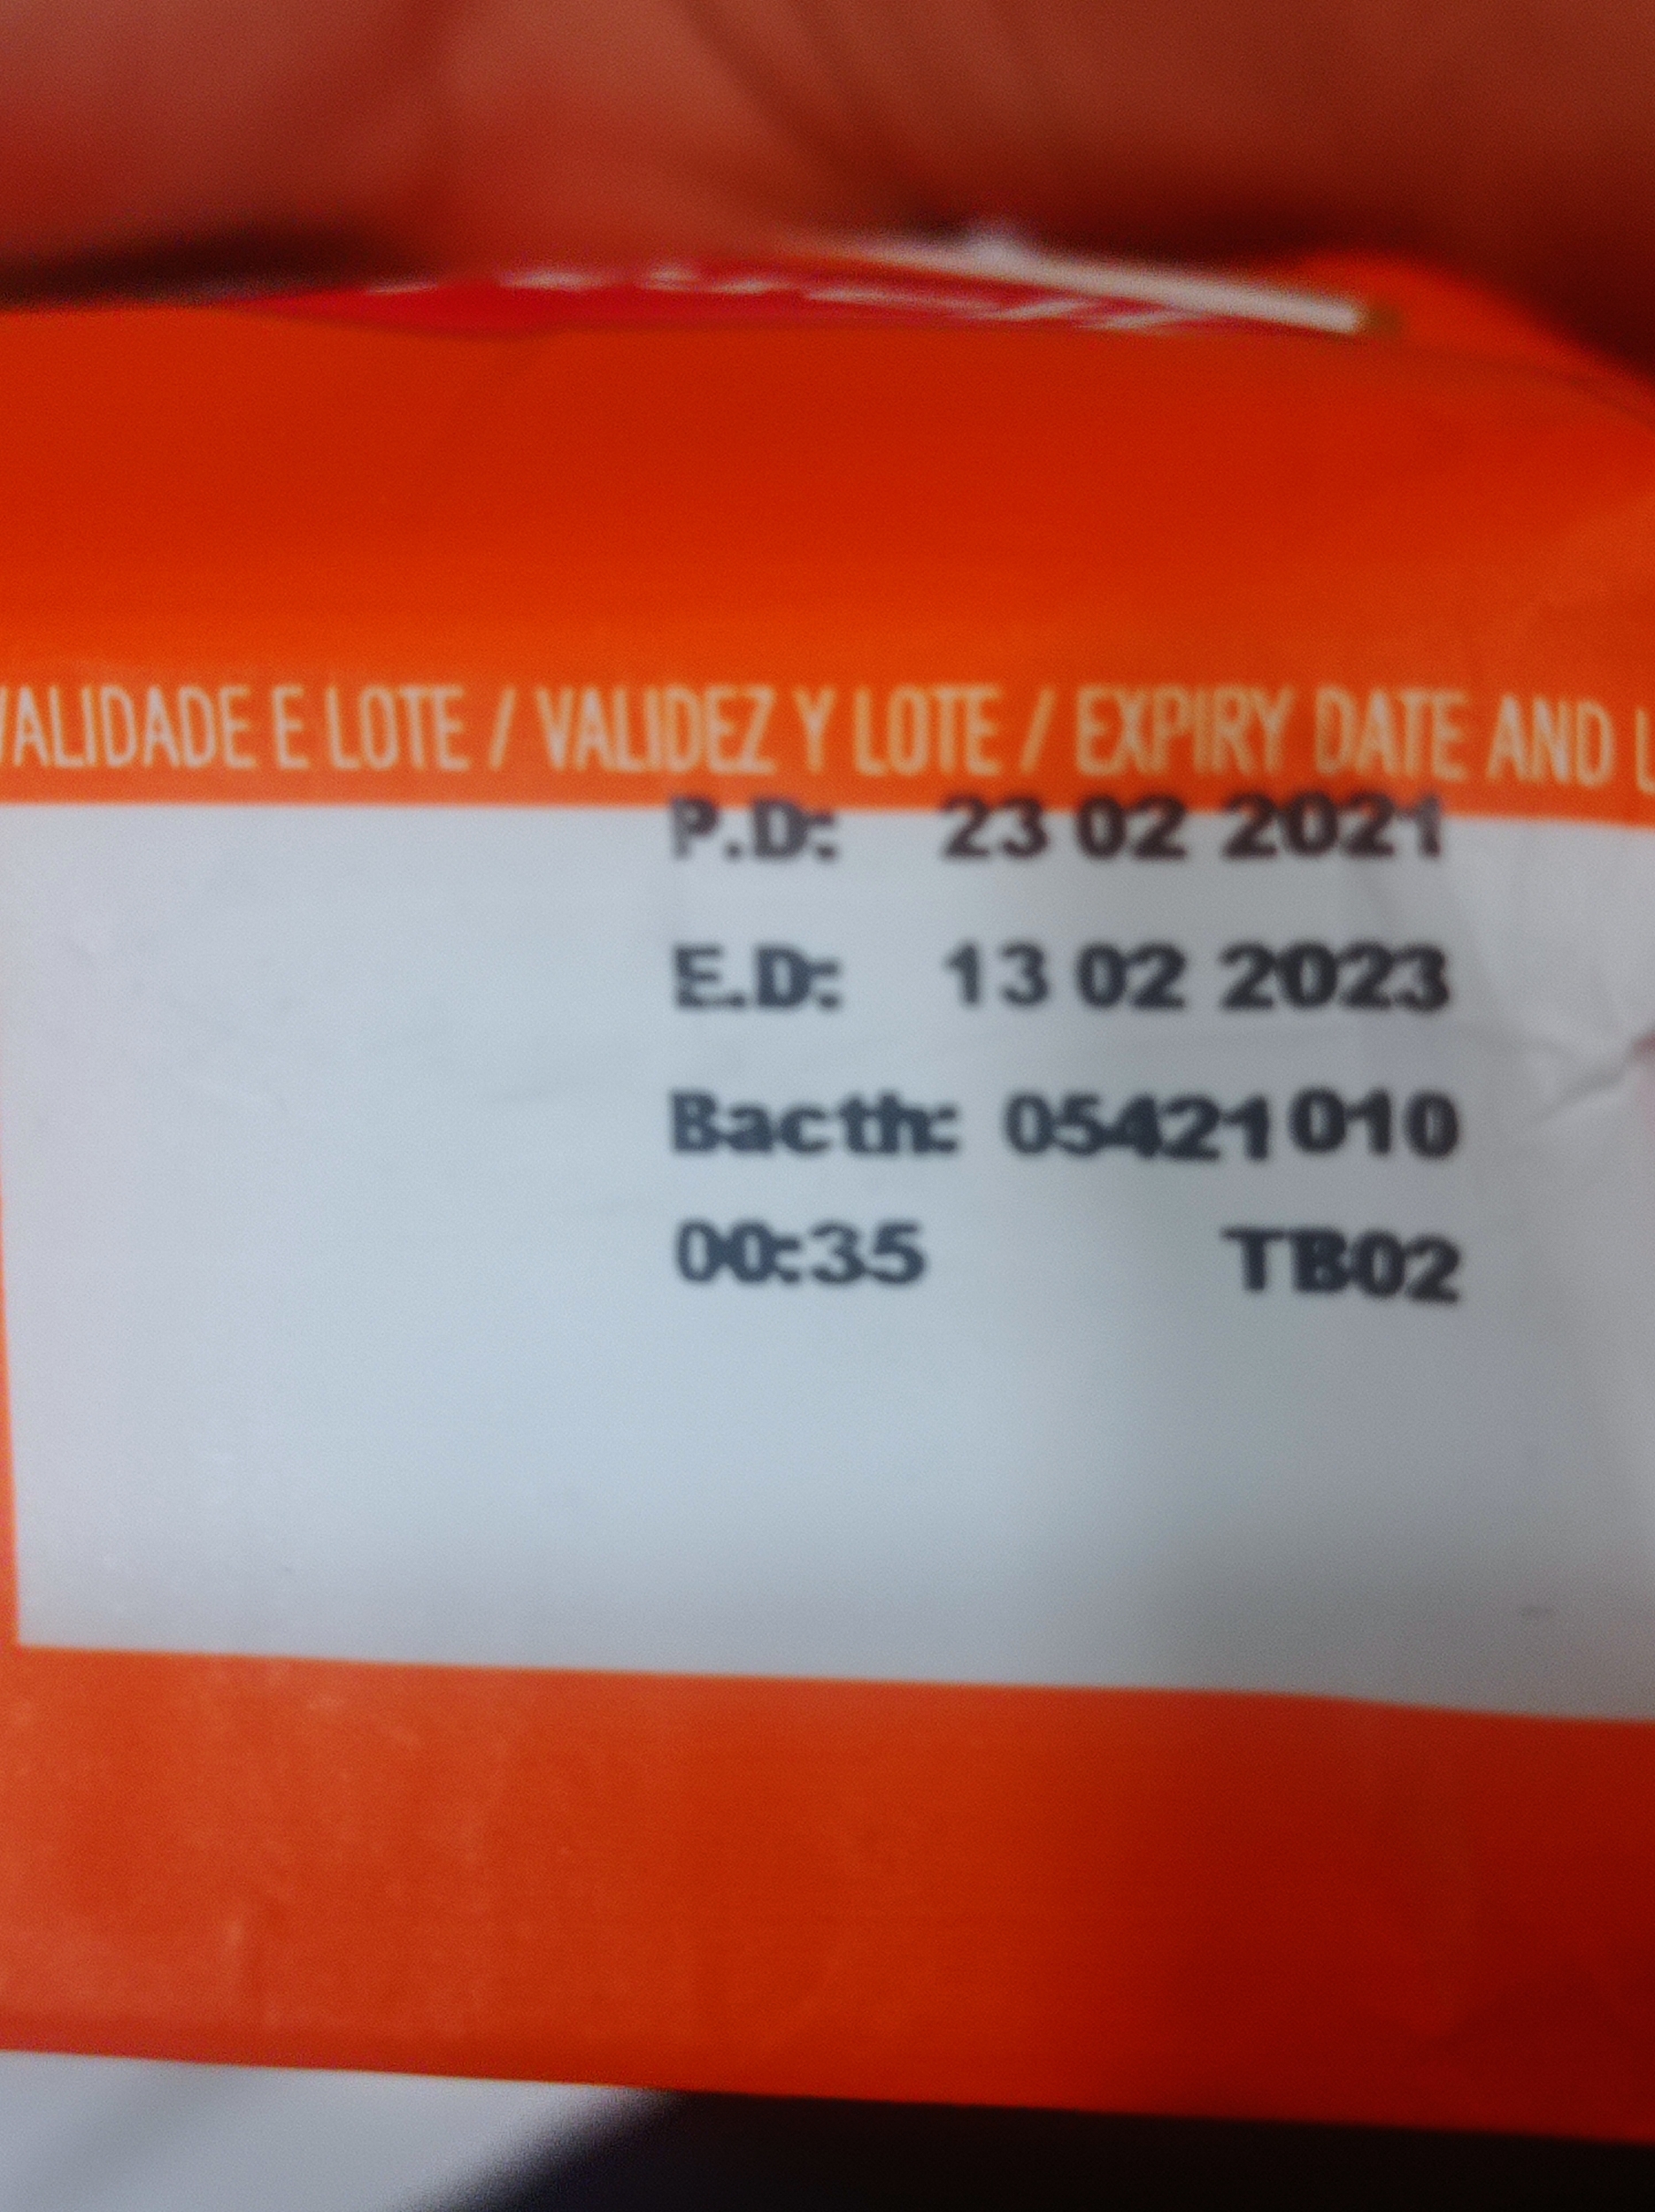 VALIDADE E LOTE / VALIDEZ Y LOTE / EXPIRY DATE AND L
P.D: 23 02 2021
E.D: 13 02 2023
Bacth: 05421010
00:35 TB02